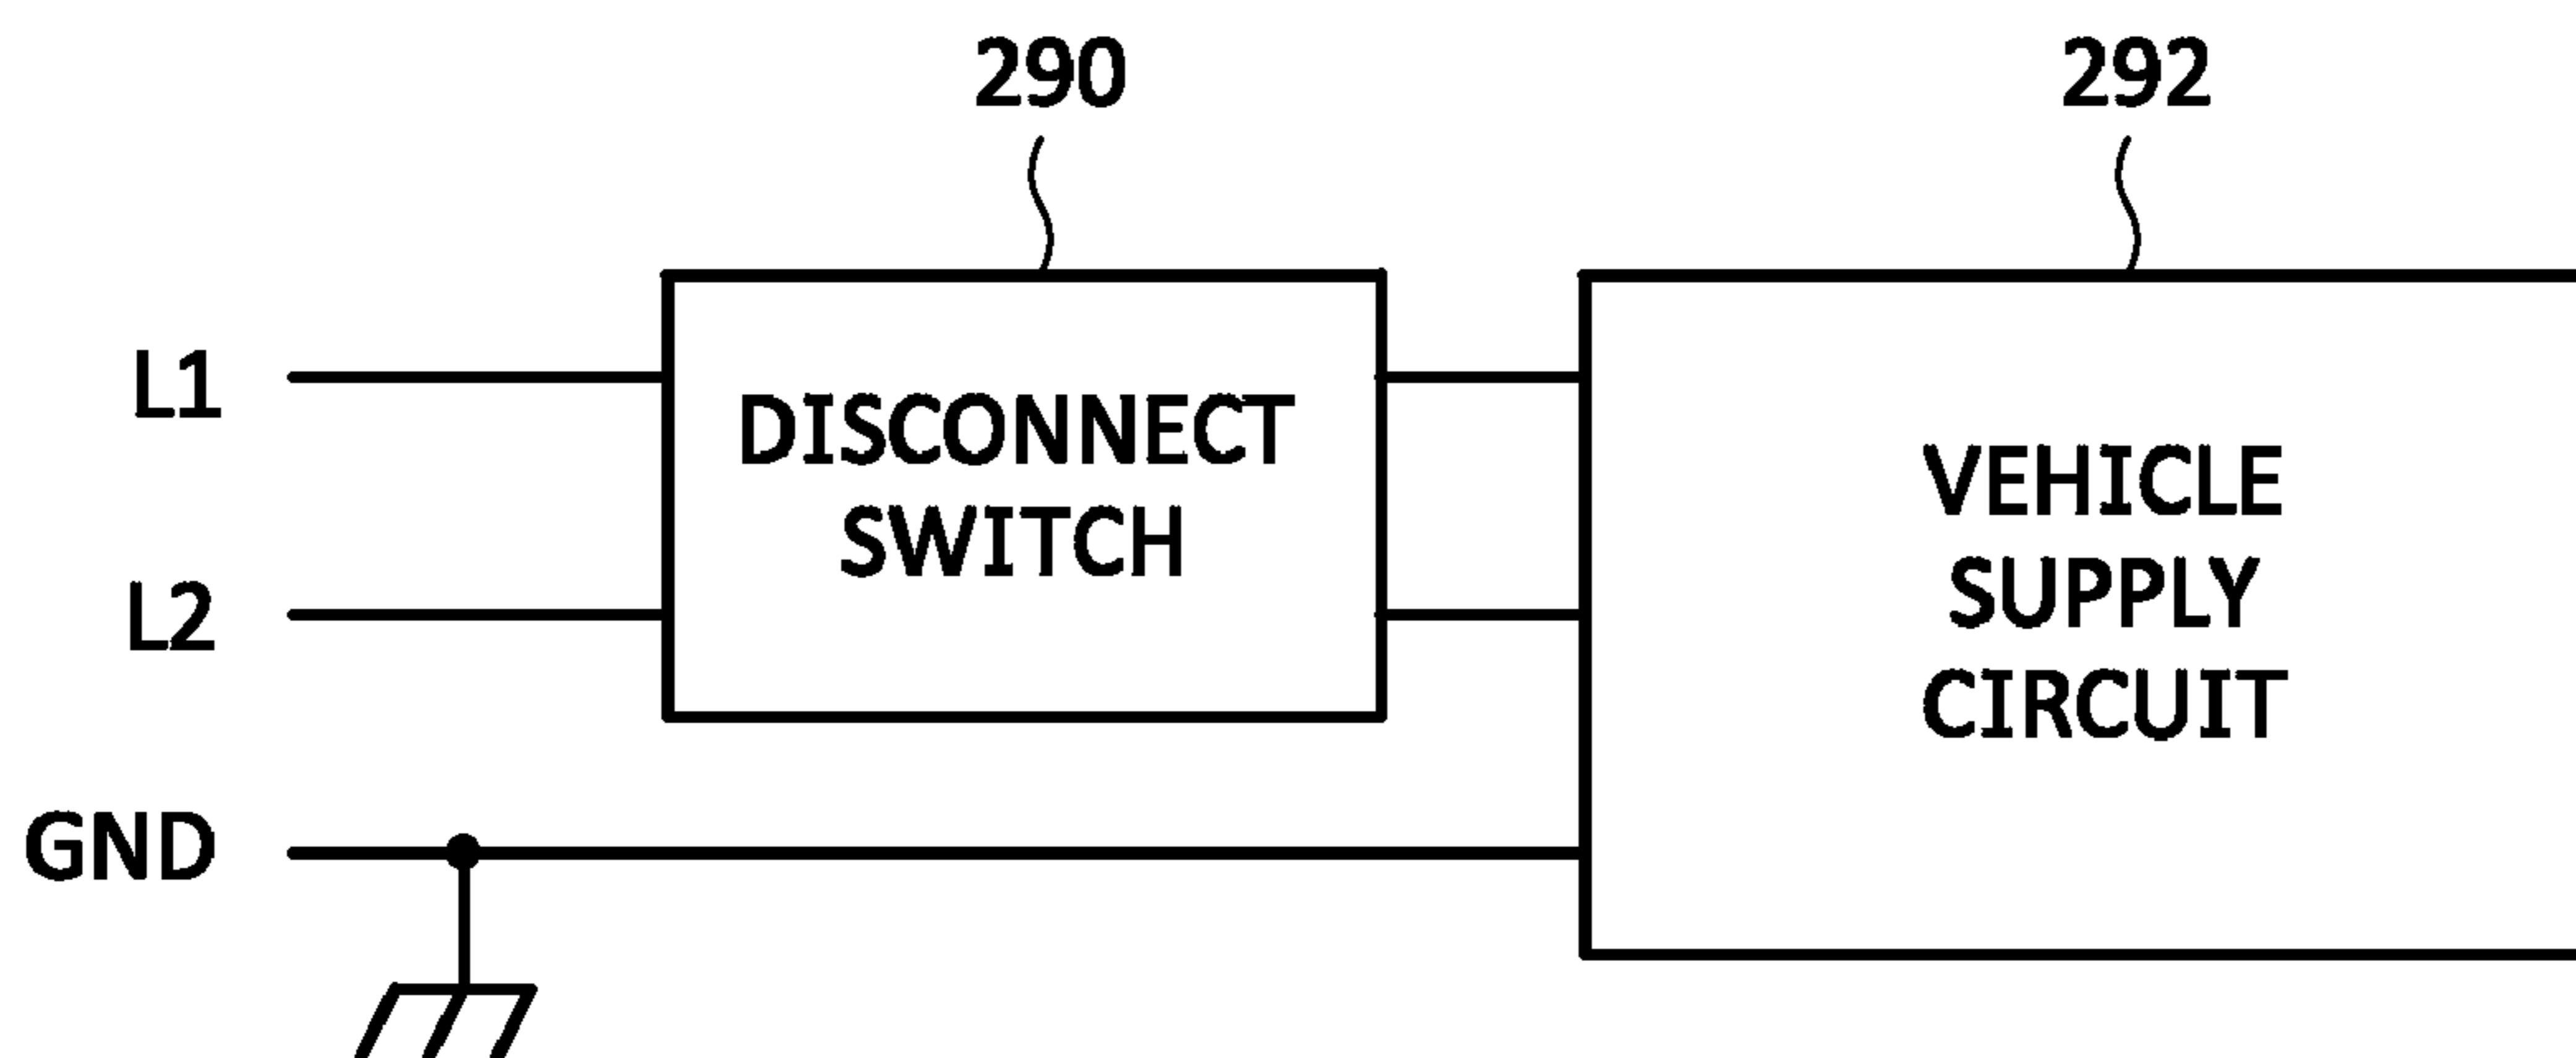 290
292
L1
DISCONNECT
SWITCH
L2
VEHICLE
SUPPLY
CIRCUIT
GND